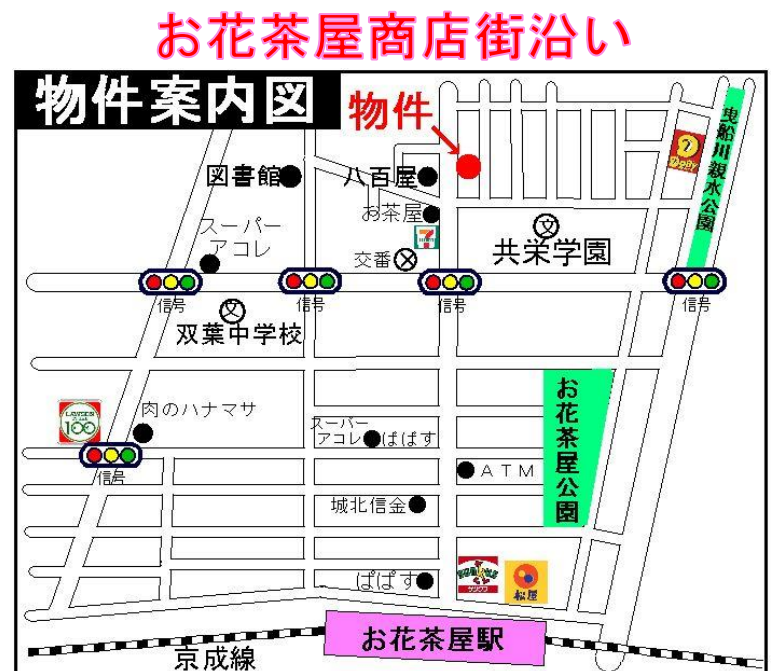 お花茶屋商店街沿い
物件案内図
物件
図書館
八百屋
お茶屋
スーパー
アコレ
交番
文
共栄学園
曳船川親水公園
信号
信号
信号
信号
文
双葉中学校
お花茶屋公園
LAWSON
100
肉のハナマサ
スーパー
アコレ
ぱぱす
信号
ATM
城北信金
ぱぱす
松屋
お花茶屋駅
京成線